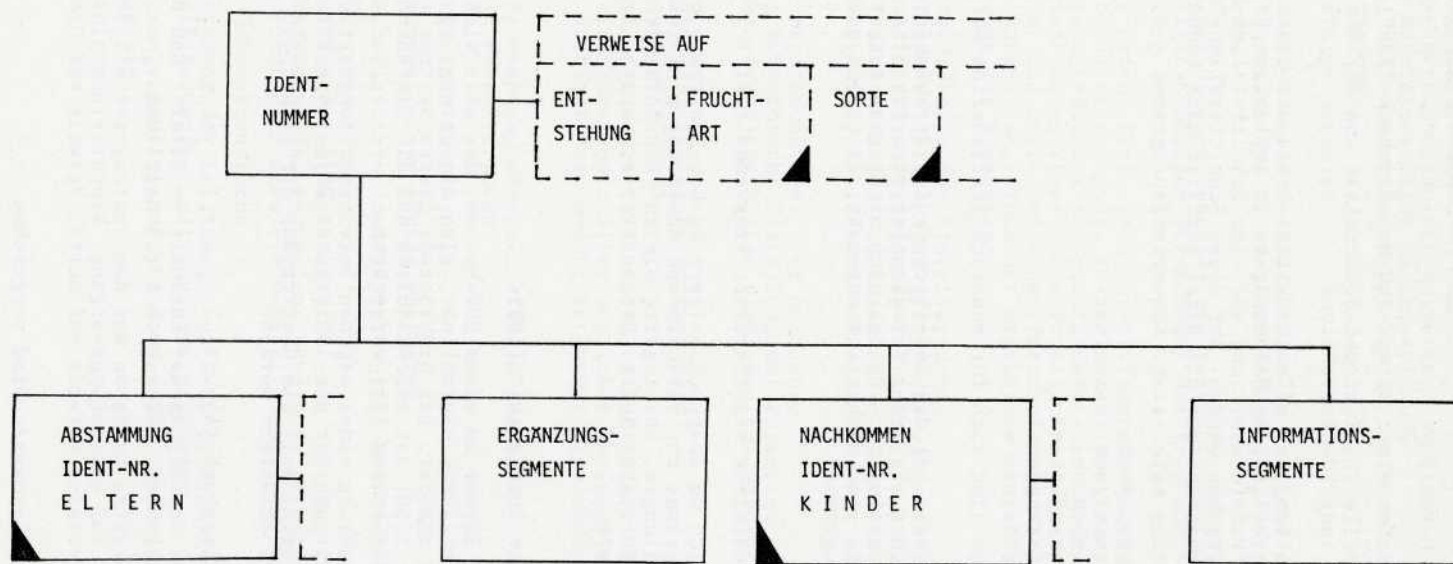 IDENT-
NUMMER
VERWEISE AUF
ENT-
STEHUNG
FRUCHT-
ART
SORTE
ABSTAMMUNG
IDENT-NR.
E L T E R N
ERGÄNZUNGS-
SEGMENTE
NACHKOMMEN
IDENT-NR.
K I N D E R
INFORMATIONS-
SEGMENTE